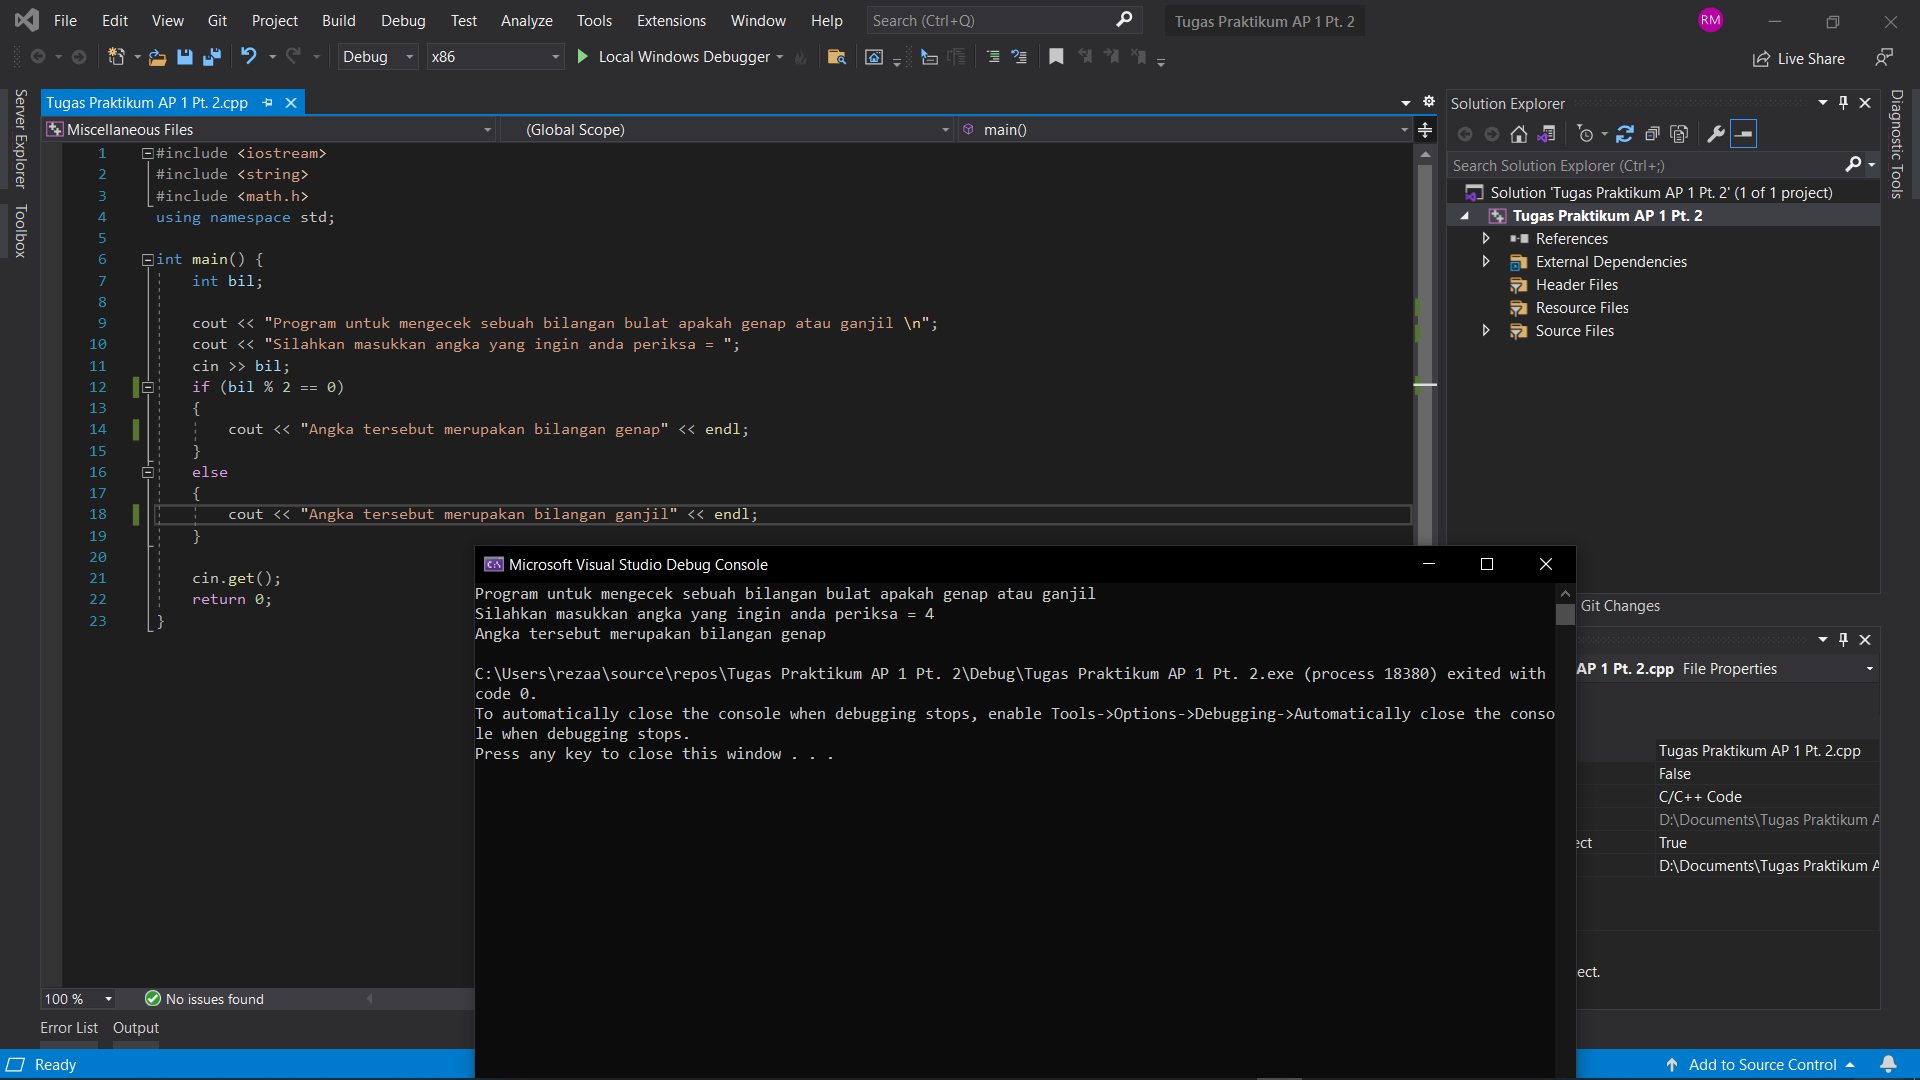 File Edit View Git Project Build Debug Test Analyze Tools Extensions Window Help Search (Ctrl+Q) Tugas Praktikum AP 1 Pt. 2 RM
Debug x86 Local Windows Debugger Live Share
Server Explorer
Toolbox
Tugas Praktikum AP 1 Pt. 2.cpp
Miscellaneous Files (Global Scope) main()
1 #include <iostream>
2 #include <string>
3 #include <math.h>
4 using namespace std;
5
6 int main() {
7 int bil;
8
9 cout << "Program untuk mengecek sebuah bilangan bulat apakah genap atau ganjil \n";
10 cout << "Silahkan masukkan angka yang ingin anda periksa = ";
11 cin >> bil;
12 if (bil % 2 == 0)
13 {
14 cout << "Angka tersebut merupakan bilangan genap" << endl;
15 }
16 else
17 {
18 cout << "Angka tersebut merupakan bilangan ganjil" << endl;
19 }
20
21 cin.get();
22 return 0;
23 }
Microsoft Visual Studio Debug Console
Program untuk mengecek sebuah bilangan bulat apakah genap atau ganjil
Silahkan masukkan angka yang ingin anda periksa = 4
Angka tersebut merupakan bilangan genap
C:\Users\rezaa\source\repos\Tugas Praktikum AP 1 Pt. 2\Debug\Tugas Praktikum AP 1 Pt. 2.exe (process 18380) exited with
code 0.
To automatically close the console when debugging stops, enable Tools->Options->Debugging->Automatically close the conso
le when debugging stops.
Press any key to close this window . . .
Solution Explorer
Search Solution Explorer (Ctrl+;)
Solution 'Tugas Praktikum AP 1 Pt. 2' (1 of 1 project)
Tugas Praktikum AP 1 Pt. 2
References
External Dependencies
Header Files
Resource Files
Source Files
Diagnostic Tools
Git Changes
AP 1 Pt. 2.cpp File Properties
Tugas Praktikum AP 1 Pt. 2.cpp
False
C/C++ Code
D:\Documents\Tugas Praktikum A
ect True
D:\Documents\Tugas Praktikum A
ect.
100 % No issues found
Error List Output
Ready Add to Source Control